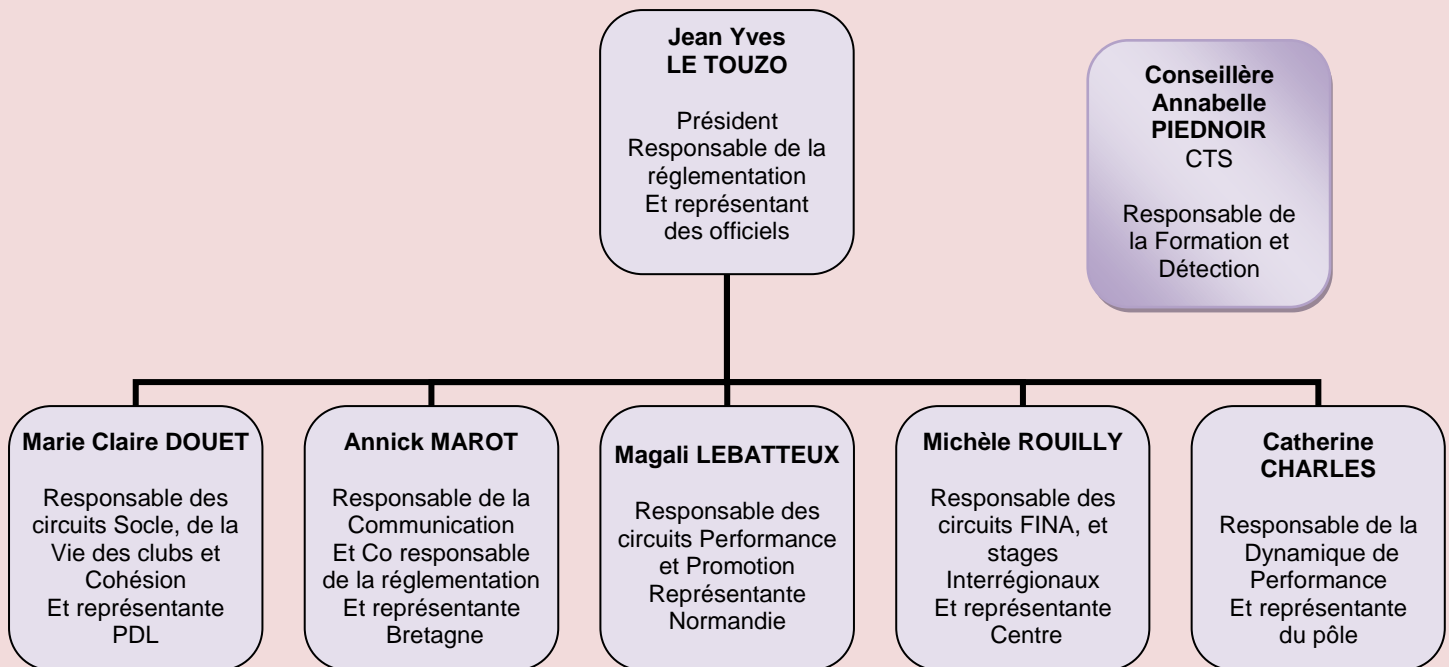 Jean Yves
LE TOUZO
Président
Responsable de la
réglementation
Et représentant
des officiels
Conseillère
Annabelle
PIEDNOIR
CTS
Responsable de
la Formation et
Détection
Marie Claire DOUET
Responsable des
circuits Socle, de la
Vie des clubs et
Cohésion
Et représentante
PDL
Annick MAROT
Responsable de la
Communication
Et Co responsable
de la réglementation
Et représentante
Bretagne
Magali LEBATTEUX
Responsable des
circuits Performance
et Promotion
Représentante
Normandie
Michèle ROUILLY
Responsable des
circuits FINA, et
stages
Interrégionaux
Et représentante
Centre
Catherine
CHARLES
Responsable de la
Dynamique de
Performance
Et représentante
du pôle